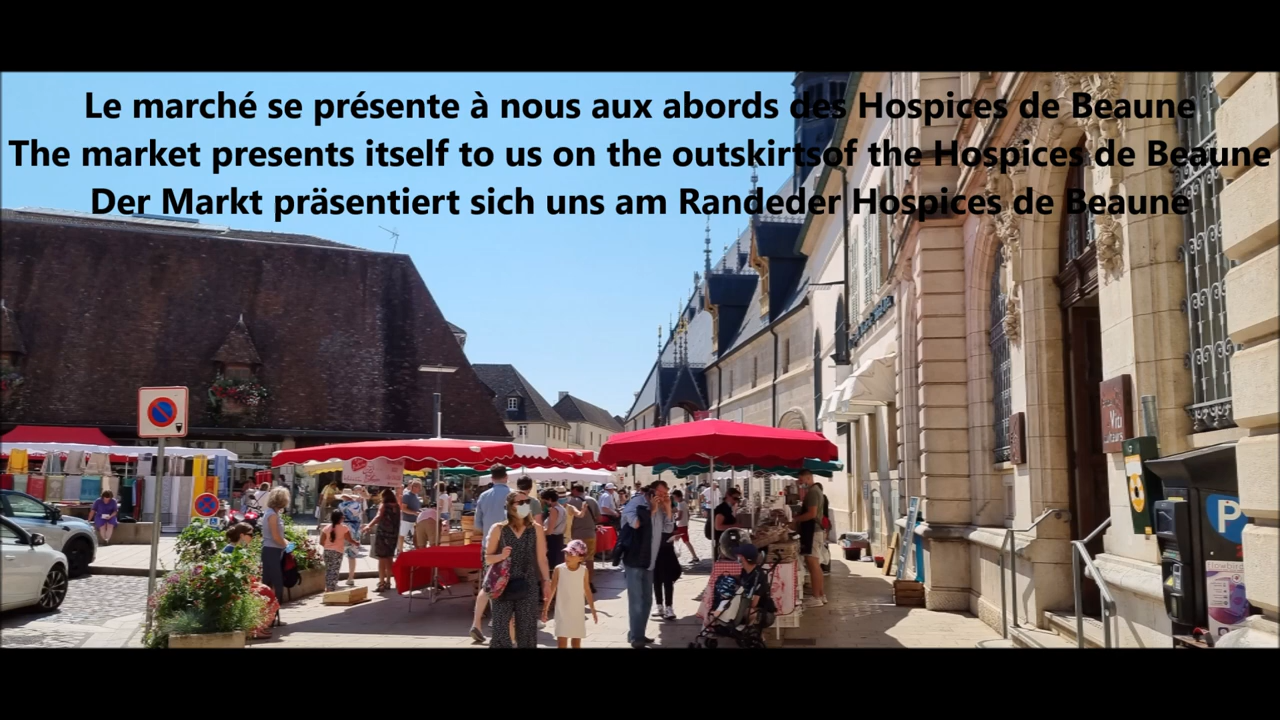 Le marché se présente à nous aux abords des Hospices de Beaune
The market presents itself to us on the outskirtsof the Hospices de Beaune
Der Markt präsentiert sich uns am Randeder Hospices de Beaune
P